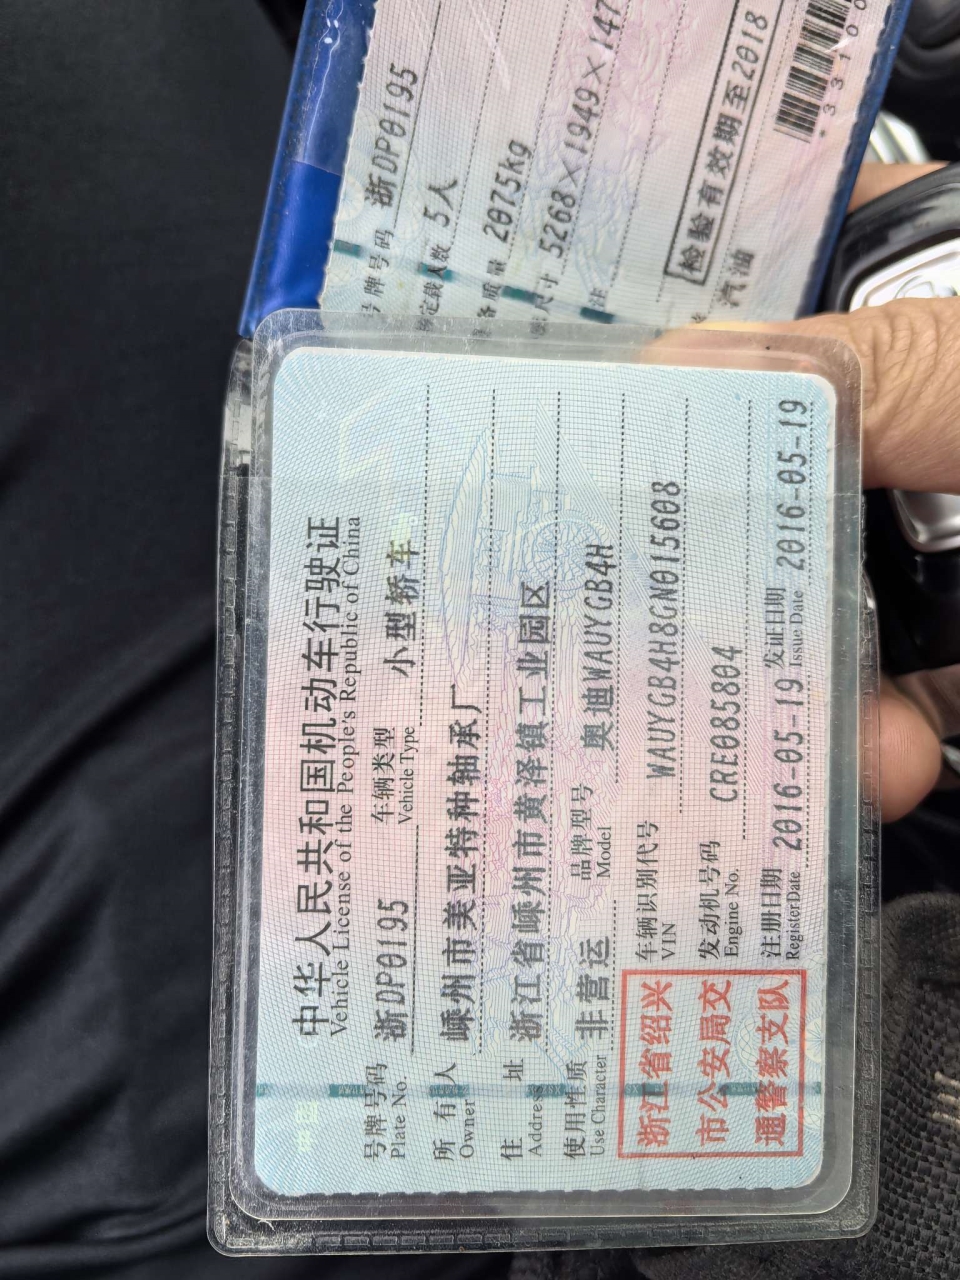 中华人民共和国机动车行驶证
Vehicle License of the People's Republic of China
号牌号码 浙DP0195 车辆类型 小型轿车
Plate No. Vehicle Type
所有人 嵊州市美亚特种轴承厂
Owner
住址 浙江省嵊州市黄泽镇工业园区
Address
使用性质 非营运 品牌型号 奥迪WAUYGB4H
Use Character Model
浙江省绍兴
市公安局交
通警察支队
车辆识别代号 WAUYGB4H8GN015608
VIN
发动机号码 CRE085804
Engine No.
注册日期 2016-05-19 发证日期 2016-05-19
Register Date Issue Date
号牌号码 浙DP0195
定载人数 5人
备质量 2075kg
尺寸 5268×1949×147
注
检验有效期至2018
汽油